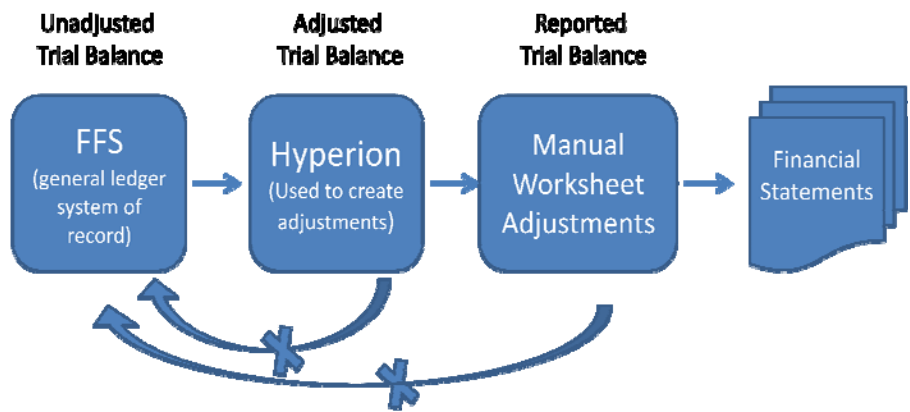 Unadjusted
Trial Balance
Adjusted
Trial Balance
Reported
Trial Balance
FFS
(general ledger
system of
record)
Hyperion
(Used to create
adjustments)
Manual
Worksheet
Adjustments
Financial
Statements